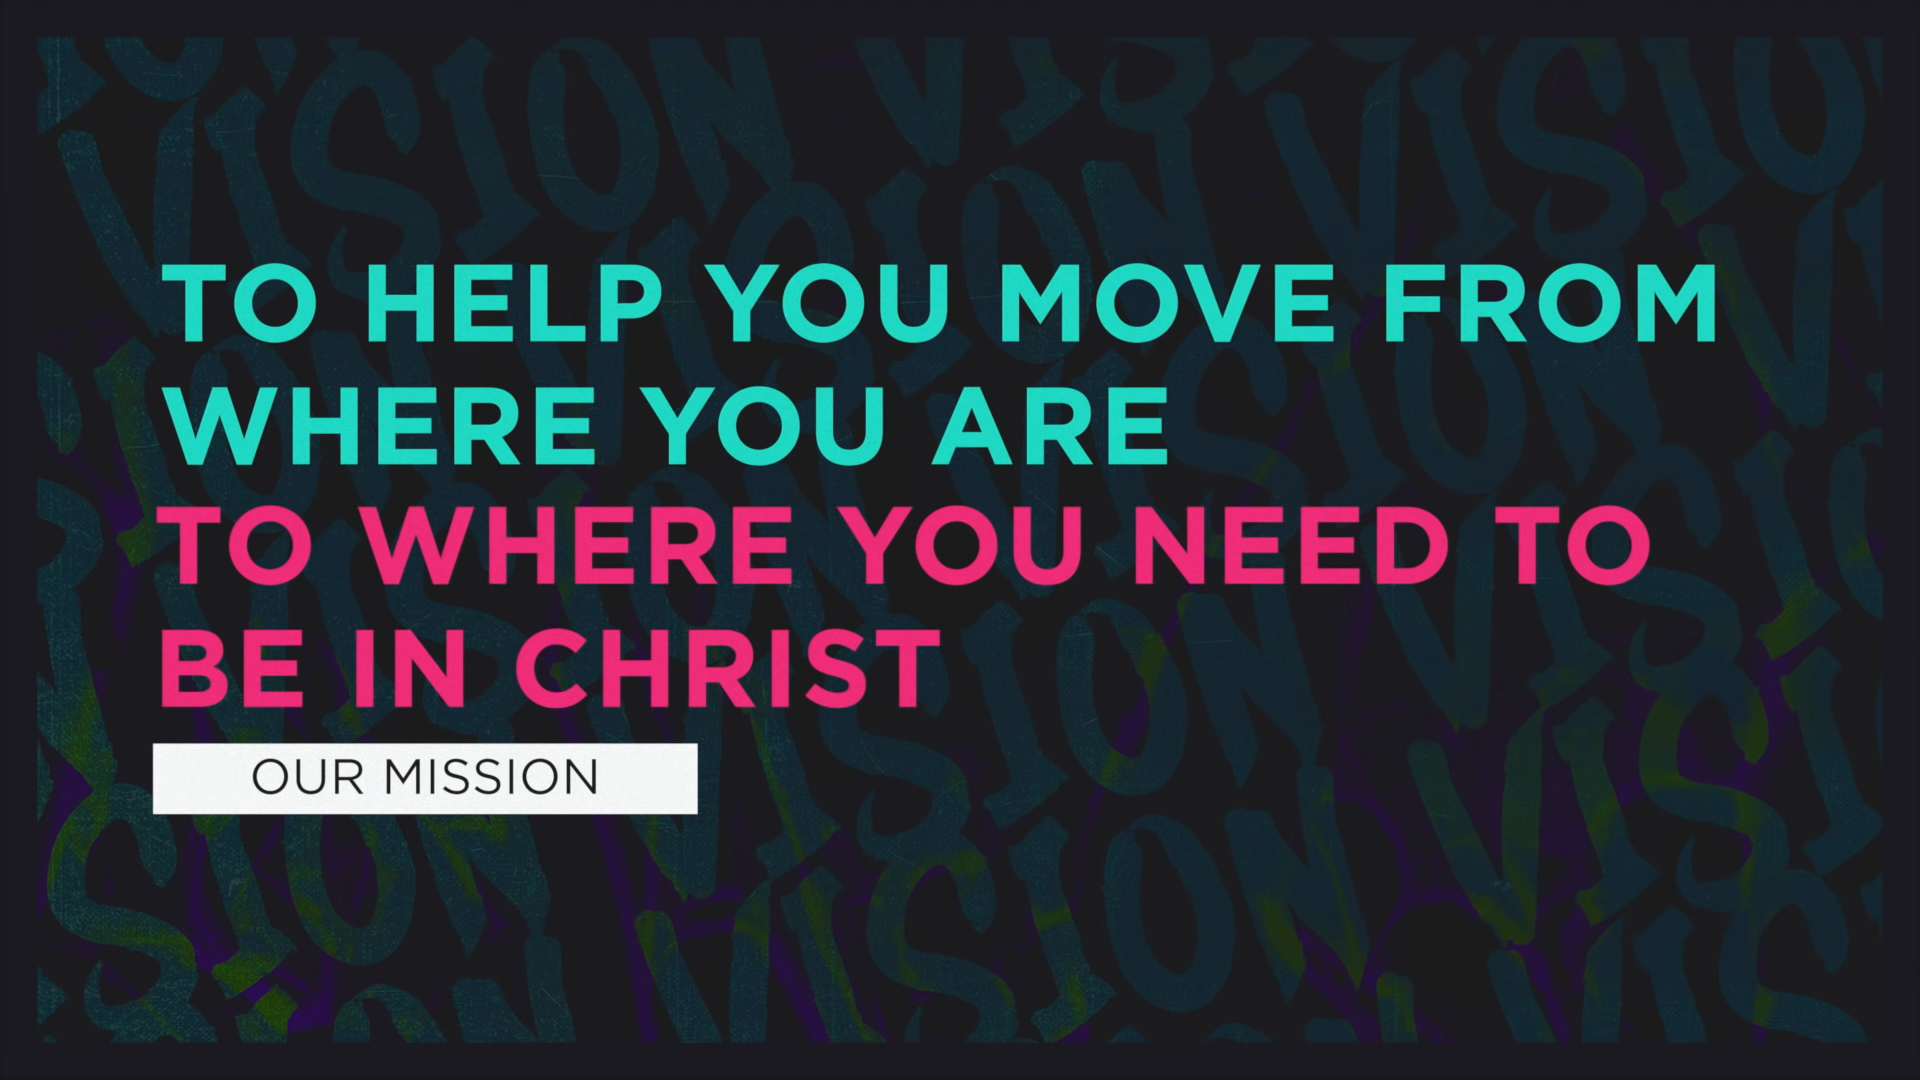 TO HELP YOU MOVE FROM
WHERE YOU ARE
TO WHERE YOU NEED TO
BE IN CHRIST
OUR MISSION